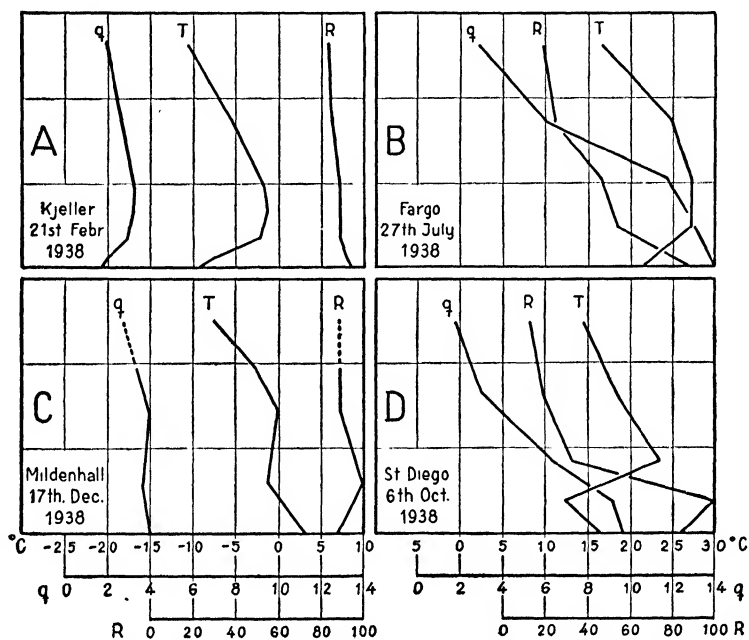 q T R
A
Kjeller
21st Febr
1938
q R T
B
Fargo
27th July
1938
q T R
C
Mildenhall
17th. Dec.
1938
q R T
D
St Diego
6th Oct.
1938
°C -25 -20 -15 -10 -5 0 5 10
5 0 5 10 15 20 25 30 °C
q 0 2 4 6 8 10 12 14
0 2 4 6 8 10 12 14 q
R 0 20 40 60 80 100
0 20 40 60 80 100 R